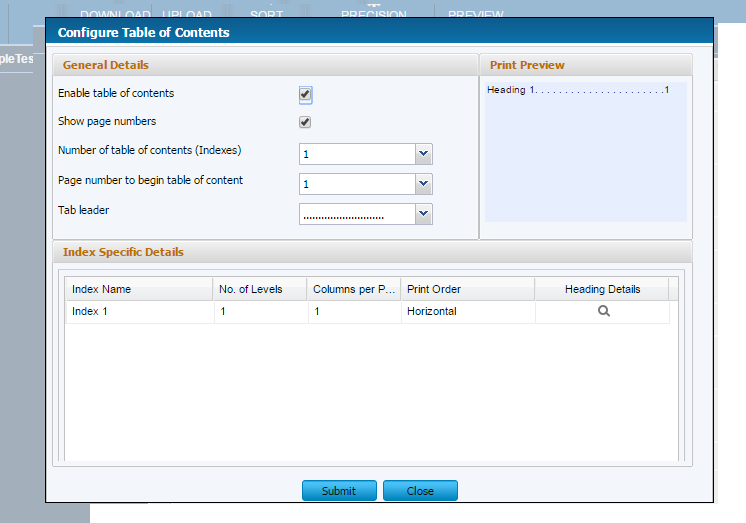 DOWNLOAD UPLOAD SORT PRECISION PREVIEW
Configure Table of Contents
General Details
Print Preview
Enable table of contents
Heading 1. . . . . . . . . . . . . . . . . . . . . .1
Show page numbers
Number of table of contents (Indexes) 1
Page number to begin table of content 1
Tab leader ...........................
pleTes
Index Specific Details
Index Name No. of Levels Columns per P... Print Order Heading Details
Index 1 1 1 Horizontal
Submit Close